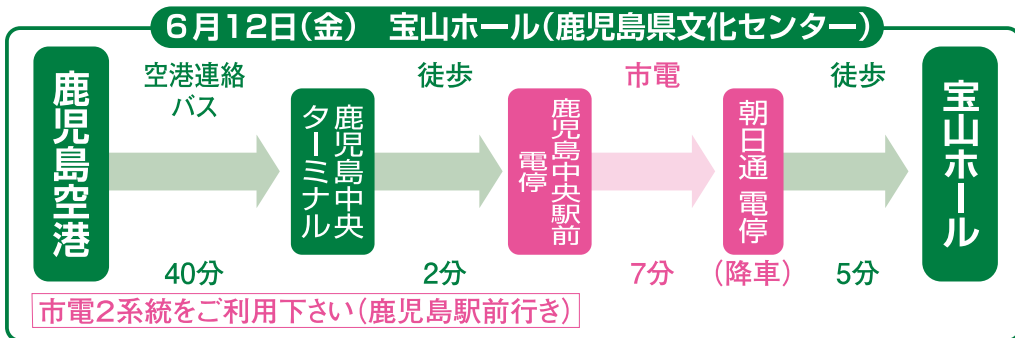 6月12日(金) 宝山ホール(鹿児島県文化センター)
鹿児島空港
空港連絡
バス
40分
鹿児島中央
ターミナル
徒歩
2分
鹿児島中央駅前
電停
市電
7分
朝日通 電停
(降車)
徒歩
5分
宝山ホール
市電2系統をご利用下さい(鹿児島駅前行き)